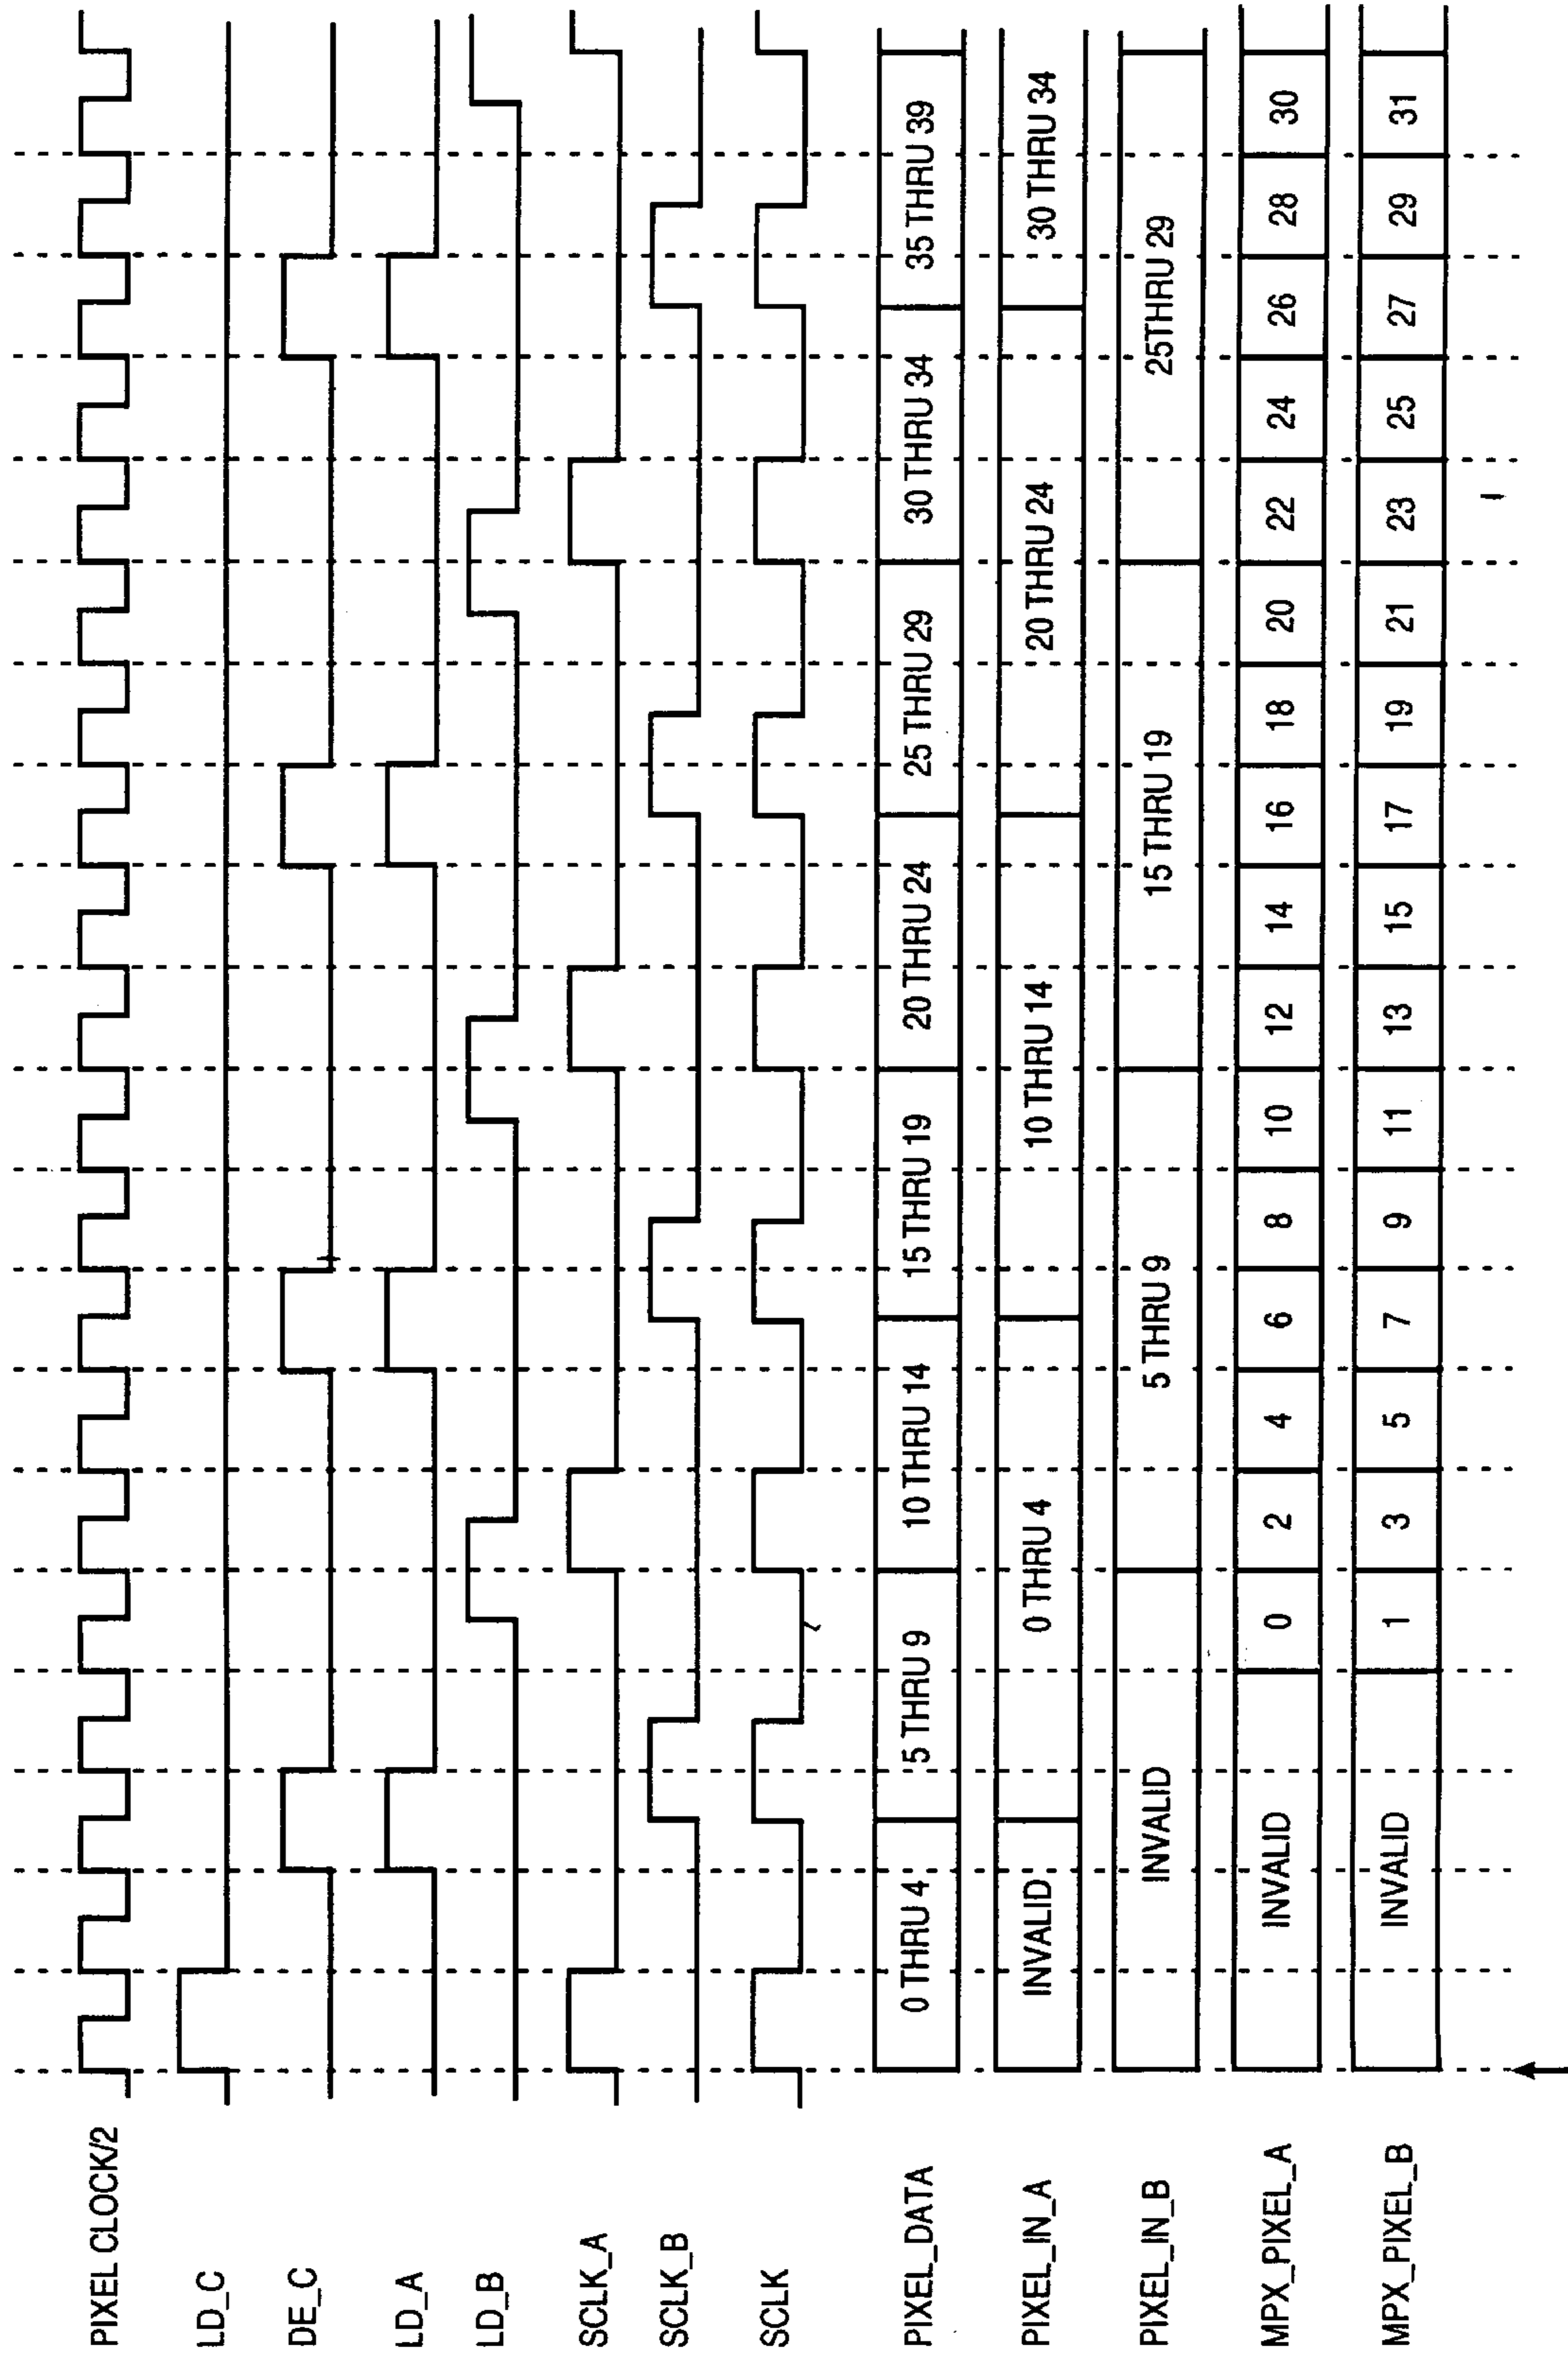 PIXEL CLOCK/2
LD_C
DE_C
LD_A
LD_B
SCLK_A
SCLK_B
SCLK
PIXEL_DATA 0 THRU 4 5 THRU 9 10 THRU 14 15 THRU 19 20 THRU 24 25 THRU 29 30 THRU 34 35 THRU 39
PIXEL_IN_A INVALID 0 THRU 4 10 THRU 14 20 THRU 24 30 THRU 34
PIXEL_IN_B INVALID 5 THRU 9 15 THRU 19 25THRU 29
MPX_PIXEL_A INVALID 0 2 4 6 8 10 12 14 16 18 20 22 24 26 28 30
MPX_PIXEL_B INVALID 1 3 5 7 9 11 13 15 17 19 21 23 25 27 29 31